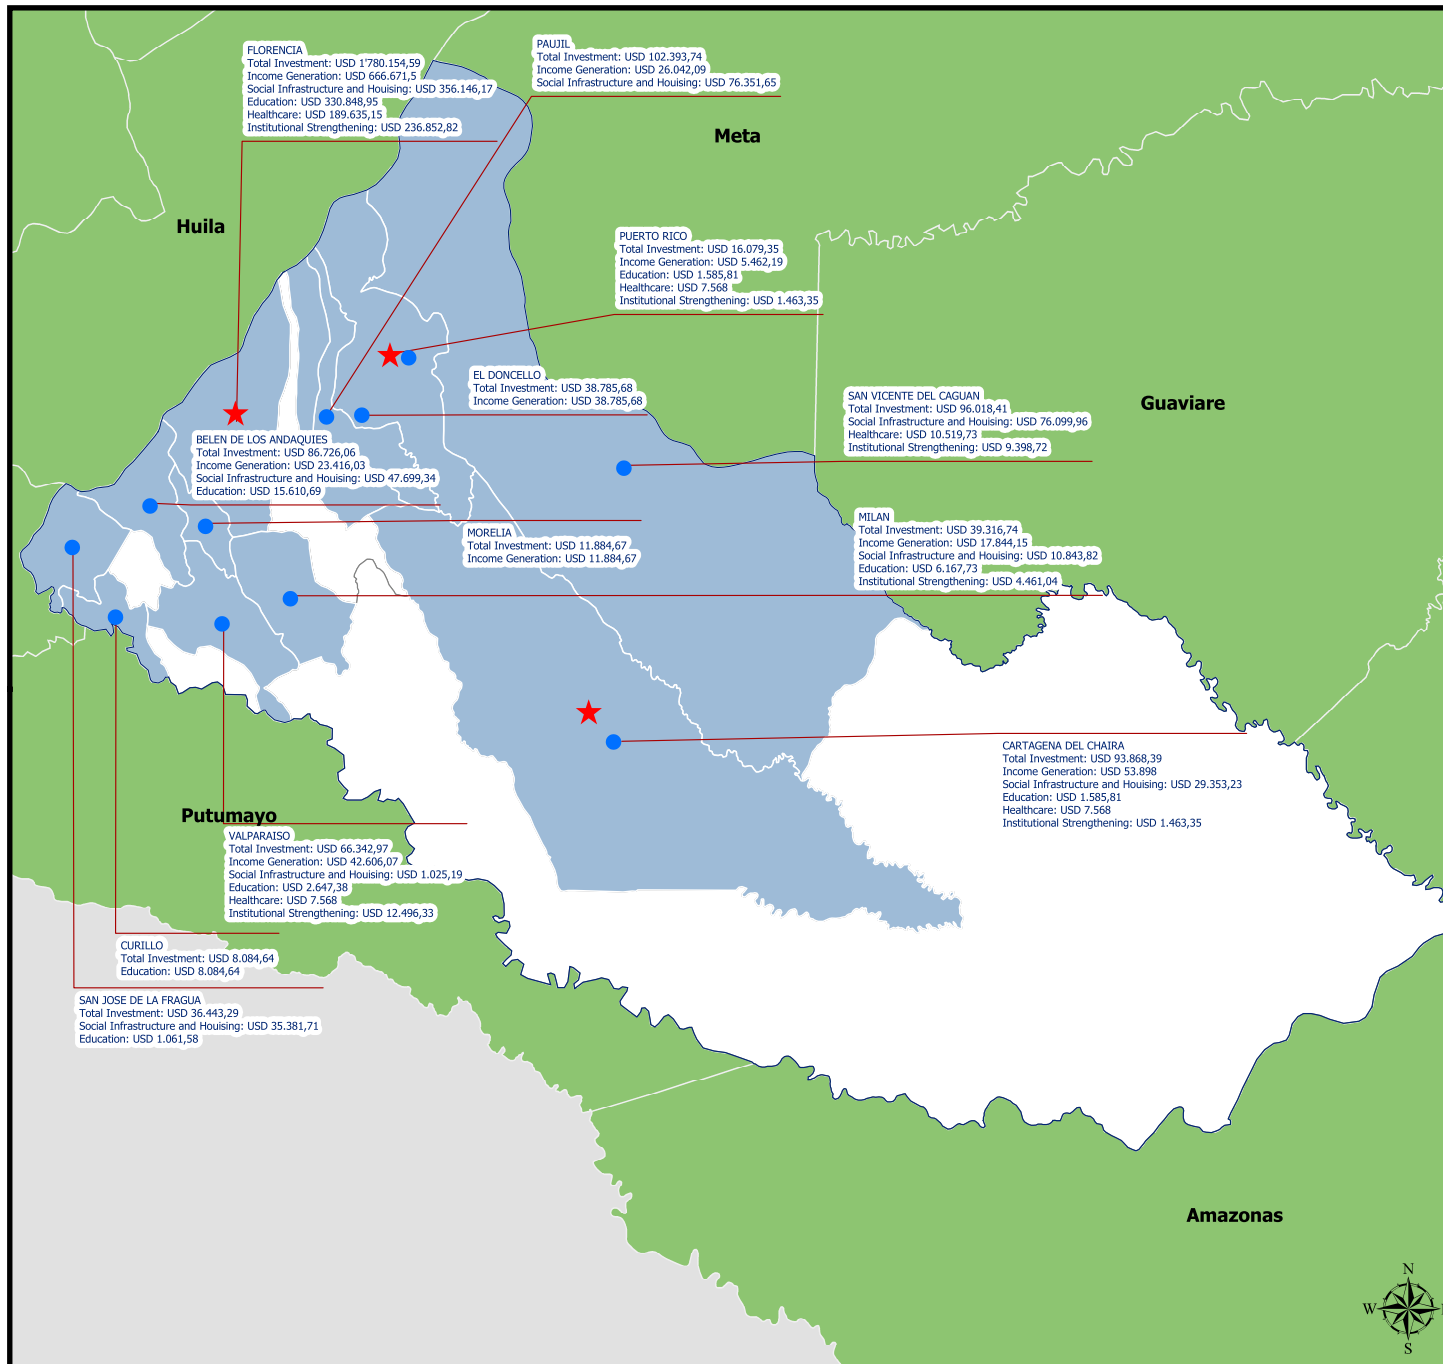 FLORENCIA
Total Investment: USD 1'780.154,59
Income Generation: USD 666.671,5
Social Infrastructure and Houising: USD 356.146,17
Education: USD 330.848,95
Healthcare: USD 189.635,15
Institutional Strengthening: USD 236.852,82
PAUJIL
Total Investment: USD 102.393,74
Income Generation: USD 26.042,09
Social Infrastructure and Houising: USD 76.351,65
Meta
Huila
PUERTO RICO
Total Investment: USD 16.079,35
Income Generation: USD 5.462,19
Education: USD 1.585,81
Healthcare: USD 7.568
Institutional Strengthening: USD 1.463,35
EL DONCELLO
Total Investment: USD 38.785,68
Income Generation: USD 38.785,68
SAN VICENTE DEL CAGUAN
Total Investment: USD 96.018,41
Social Infrastructure and Houising: USD 76.099,96
Healthcare: USD 10.519,73
Institutional Strengthening: USD 9.398,72
Guaviare
BELEN DE LOS ANDAQUIES
Total Investment: USD 86.726,06
Income Generation: USD 23.416,03
Social Infrastructure and Houising: USD 47.699,34
Education: USD 15.610,69
MORELIA
Total Investment: USD 11.884,67
Income Generation: USD 11.884,67
MILAN
Total Investment: USD 39.316,74
Income Generation: USD 17.844,15
Social Infrastructure and Houising: USD 10.843,82
Education: USD 6.167,73
Institutional Strengthening: USD 4.461,04
CARTAGENA DEL CHAIRA
Total Investment: USD 93.868,39
Income Generation: USD 53.898
Social Infrastructure and Houising: USD 29.353,23
Education: USD 1.585,81
Healthcare: USD 7.568
Institutional Strengthening: USD 1.463,35
Putumayo
VALPARAISO
Total Investment: USD 66.342,97
Income Generation: USD 42.606,07
Social Infrastructure and Houising: USD 1.025,19
Education: USD 2.647,38
Healthcare: USD 7.568
Institutional Strengthening: USD 12.496,33
CURILLO
Total Investment: USD 8.084,64
Education: USD 8.084,64
SAN JOSE DE LA FRAGUA
Total Investment: USD 36.443,29
Social Infrastructure and Houising: USD 35.381,71
Education: USD 1.061,58
Amazonas
N
W
S